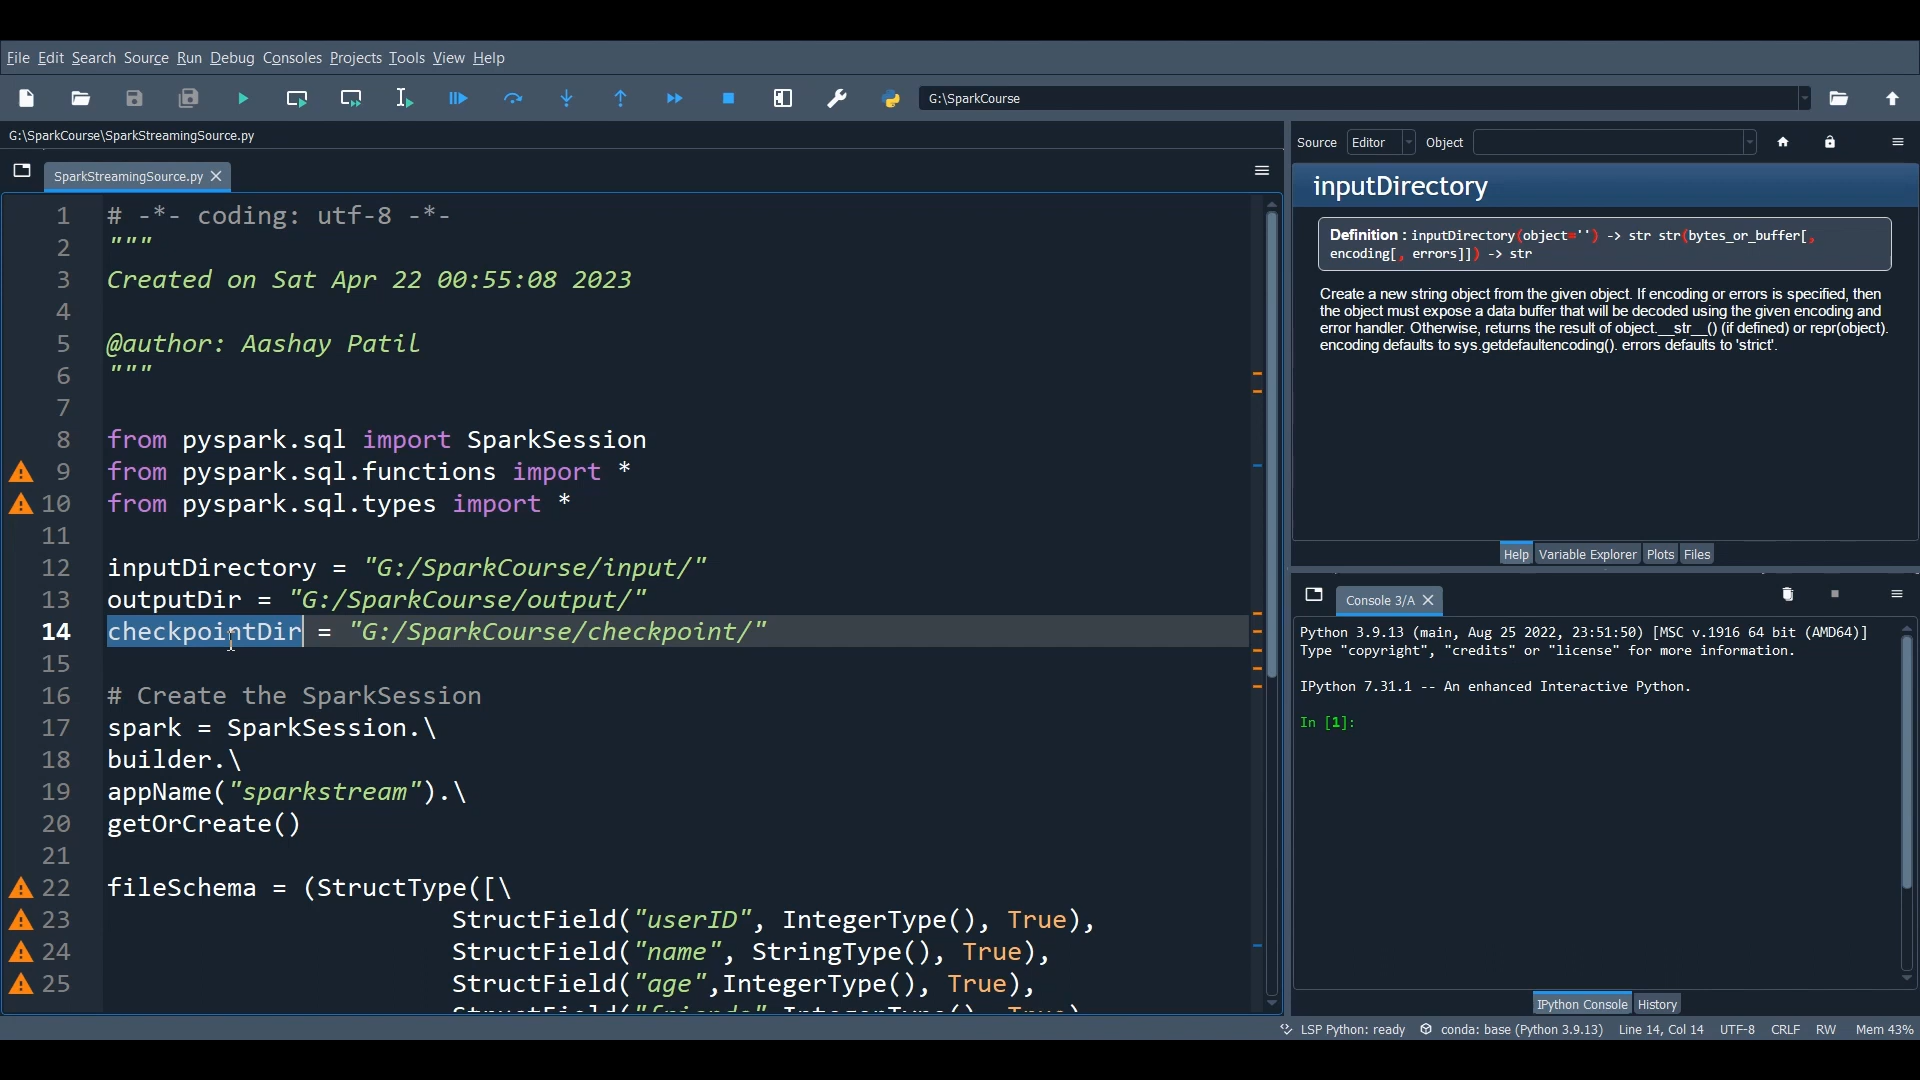 File Edit Search Source Run Debug Consoles Projects Tools View Help
G:\SparkCourse
G:\SparkCourse\SparkStreamingSource.py
SparkStreamingSource.py
1 # -*- coding: utf-8 -*-
2 """
3 Created on Sat Apr 22 00:55:08 2023
4
5 @author: Aashay Patil
6 """
7
8 from pyspark.sql import SparkSession
9 from pyspark.sql.functions import *
10 from pyspark.sql.types import *
11
12 inputDirectory = "G:/SparkCourse/input/"
13 outputDir = "G:/SparkCourse/output/"
14 checkpointDir = "G:/SparkCourse/checkpoint/"
15
16 # Create the SparkSession
17 spark = SparkSession.\
18 builder.\
19 appName("sparkstream").\
20 getOrCreate()
21
22 fileSchema = (StructType([\
23 StructField("userID", IntegerType(), True),
24 StructField("name", StringType(), True),
25 StructField("age",IntegerType(), True),
StructField("friends",IntegerType(), True)
Source Editor Object
inputDirectory
Definition : inputDirectory(object='') -> str str(bytes_or_buffer[,
encoding[, errors]]) -> str
Create a new string object from the given object. If encoding or errors is specified, then
the object must expose a data buffer that will be decoded using the given encoding and
error handler. Otherwise, returns the result of object.__str__() (if defined) or repr(object).
encoding defaults to sys.getdefaultencoding(). errors defaults to 'strict'.
Help Variable Explorer Plots Files
Console 3/A
Python 3.9.13 (main, Aug 25 2022, 23:51:50) [MSC v.1916 64 bit (AMD64)]
Type "copyright", "credits" or "license" for more information.
IPython 7.31.1 -- An enhanced Interactive Python.
In [1]:
IPython Console History
LSP Python: ready conda: base (Python 3.9.13) Line 14, Col 14 UTF-8 CRLF RW Mem 43%